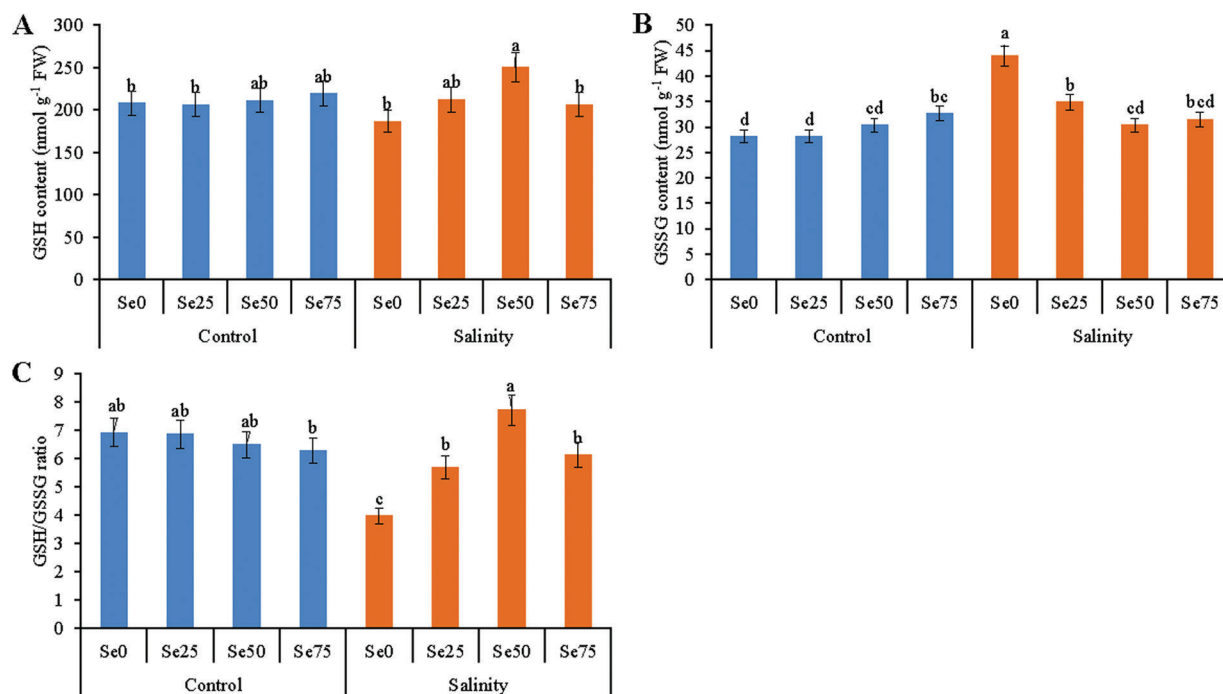 A
GSH content (nmol g-1 FW)
300
250
200
150
100
50
0
b b ab ab b ab a b
Se0 Se25 Se50 Se75 Se0 Se25 Se50 Se75
Control Salinity
B
GSSG content (nmol g-1 FW)
50
45
40
35
30
25
20
15
10
5
0
d d cd bc a b cd bcd
Se0 Se25 Se50 Se75 Se0 Se25 Se50 Se75
Control Salinity
C
GSH/GSSG ratio
9
8
7
6
5
4
3
2
1
0
ab ab ab b c b a b
Se0 Se25 Se50 Se75 Se0 Se25 Se50 Se75
Control Salinity